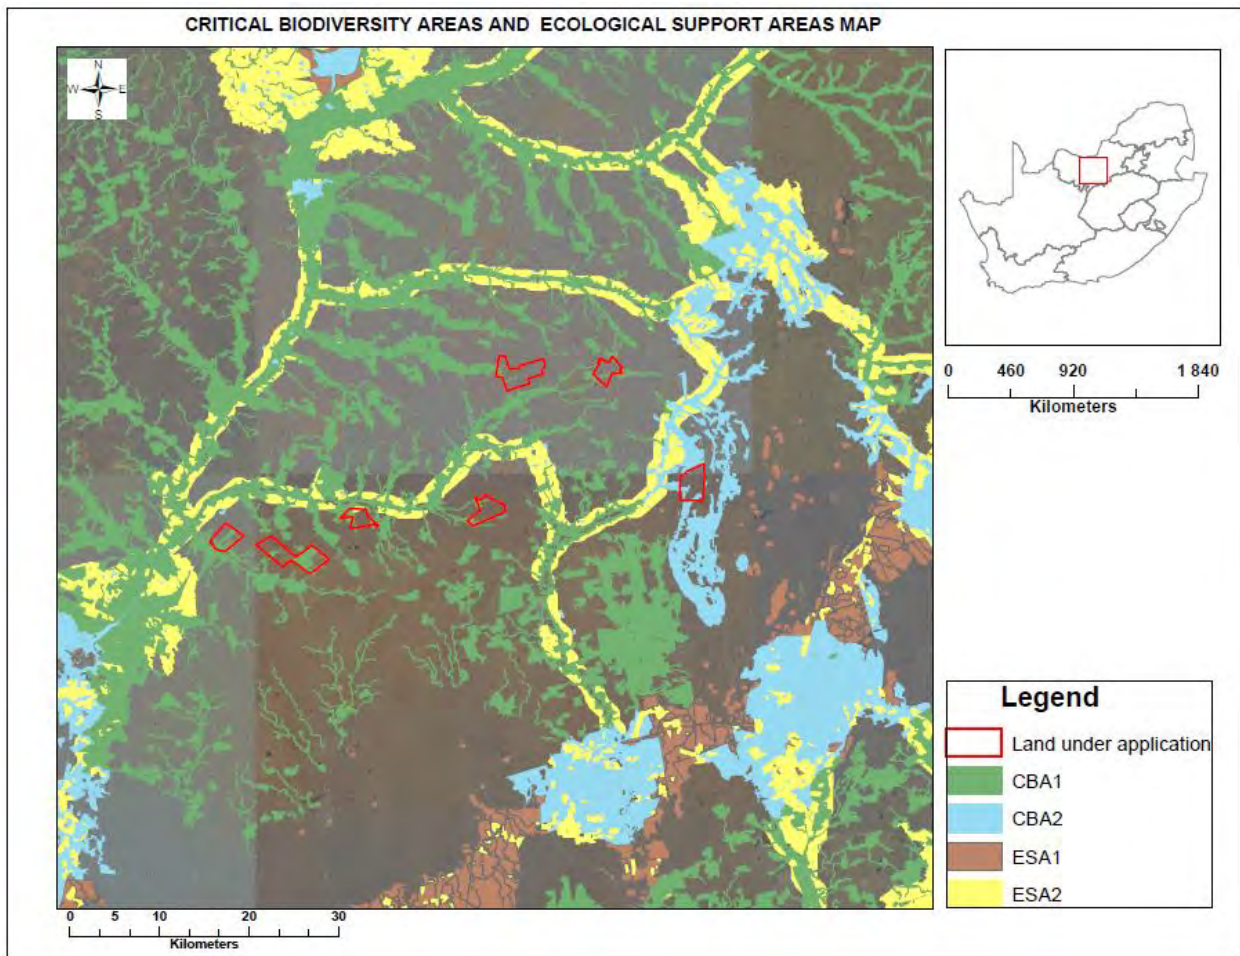 CRITICAL BIODIVERSITY AREAS AND ECOLOGICAL SUPPORT AREAS MAP
N
W E
S
0 460 920 1 840
Kilometers
Legend
Land under application
CBA1
CBA2
ESA1
ESA2
0 5 10 20 30
Kilometers